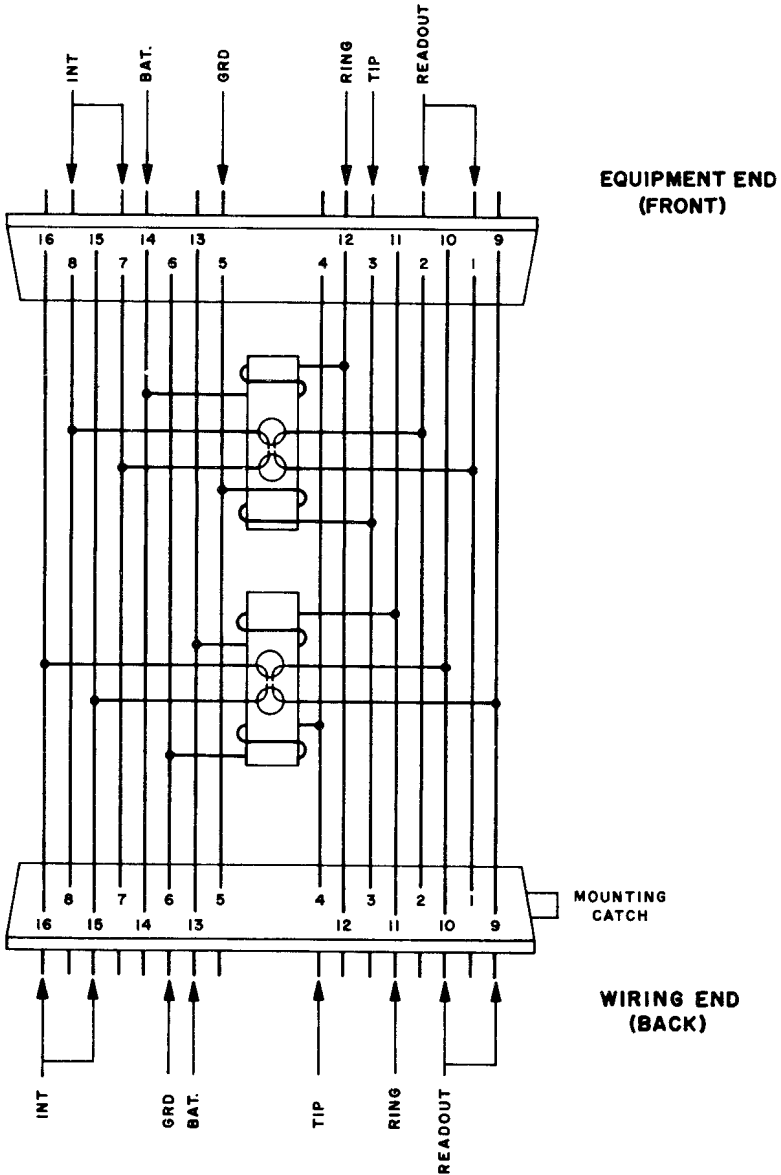 INT
BAT.
GRD
RING
TIP
READOUT
EQUIPMENT END
(FRONT)
16 15 14 13 12 11 10 9
8 7 6 5 4 3 2 1
8 7 6 5 4 3 2 1
16 15 14 13 12 11 10 9
MOUNTING
CATCH
WIRING END
(BACK)
INT
GRD
BAT.
TIP
RING
READOUT